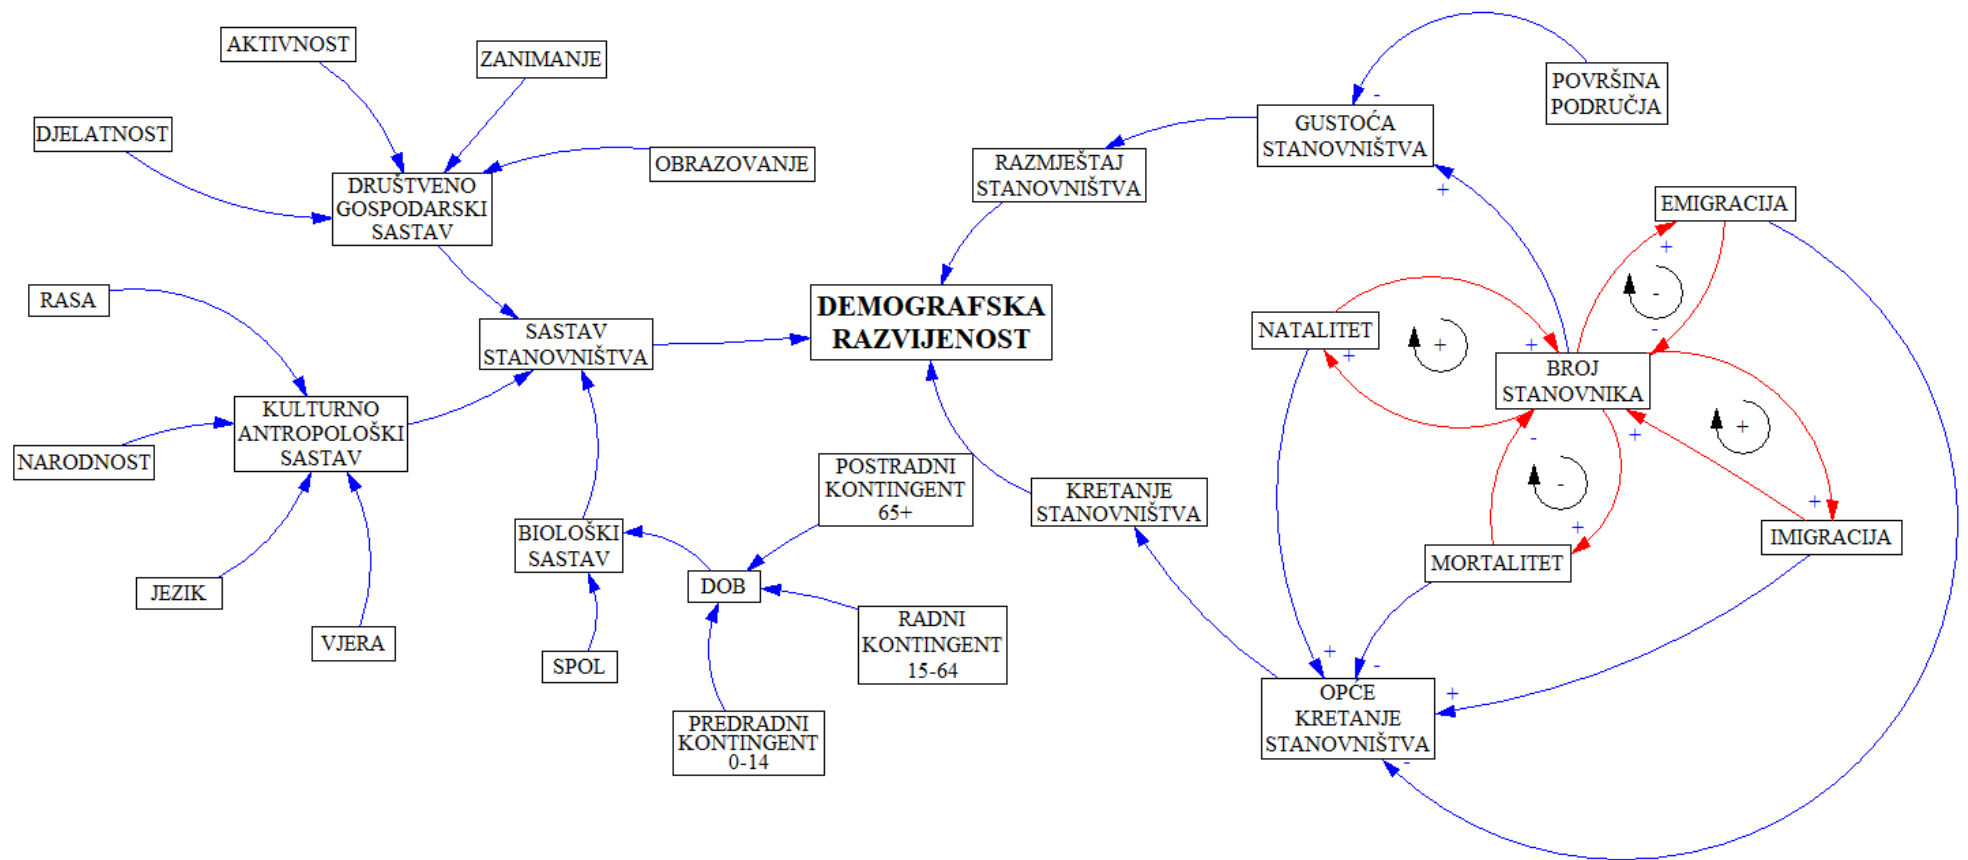 AKTIVNOST
ZANIMANJE
DJELATNOST
OBRAZOVANJE
DRUŠTVENO
GOSPODARSKI
SASTAV
RASA
NARODNOST
KULTURNO
ANTROPOLOŠKI
SASTAV
JEZIK
VJERA
SASTAV
STANOVNIŠTVA
BIOLOŠKI
SASTAV
SPOL
DOB
POSTRADNI
KONTINGENT
65+
RADNI
KONTINGENT
15-64
PREDRADNI
KONTINGENT
0-14
DEMOGRAFSKA
RAZVIJENOST
RAZMJEŠTAJ
STANOVNIŠTVA
GUSTOĆA
STANOVNIŠTVA
-
+
POVRŠINA
PODRUČJA
KRETANJE
STANOVNIŠTVA
EMIGRACIJA
+
-
-
NATALITET
+
+
+
BROJ
STANOVNIKA
-
+
+
-
+
+
MORTALITET
IMIGRACIJA
+
-
+
-
OPĆE
KRETANJE
STANOVNIŠTVA